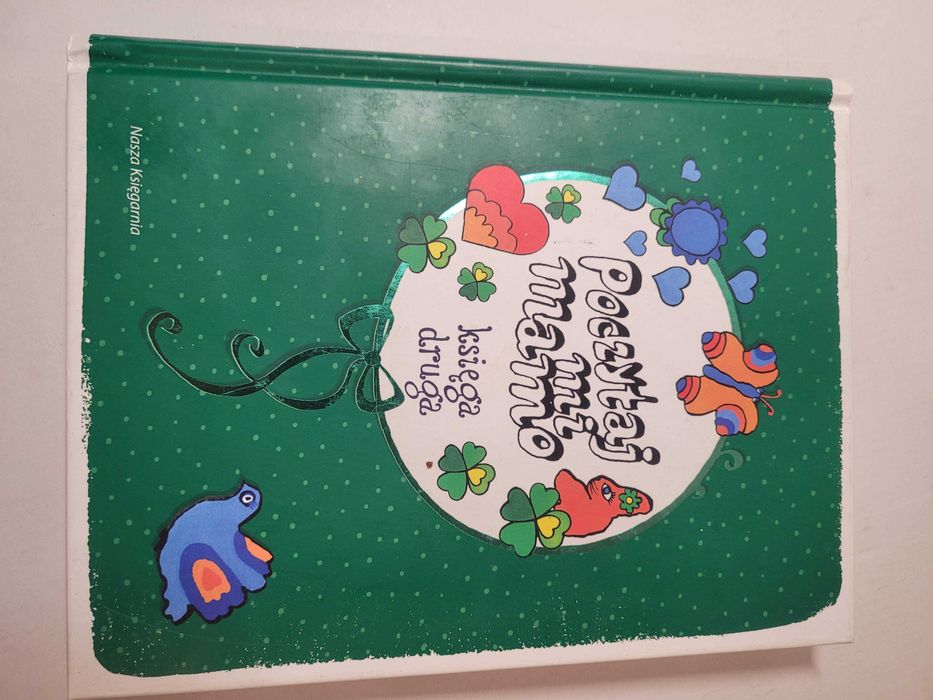 Poczytaj
mi
mamo
księga
druga
Nasza Księgarnia